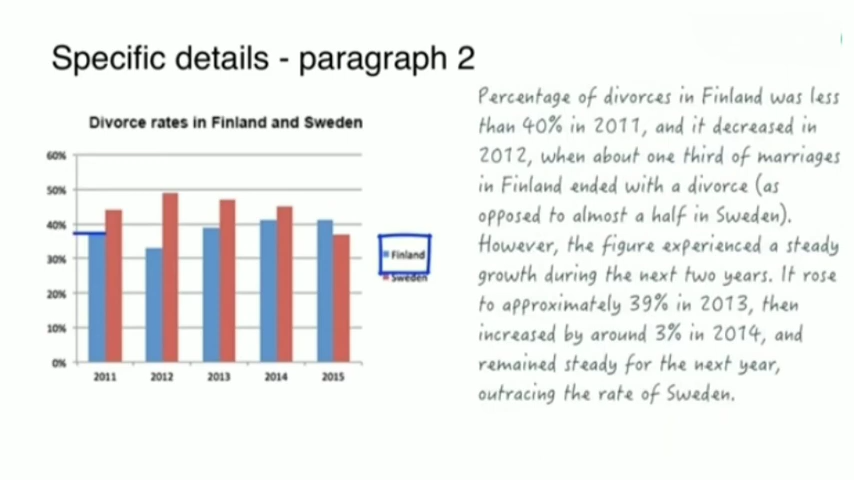 Specific details - paragraph 2
Divorce rates in Finland and Sweden
60%
50%
40%
30%
20%
10%
0%
2011 2012 2013 2014 2015
Finland
Sweden
Percentage of divorces in Finland was less
than 40% in 2011, and it decreased in
2012, when about one third of marriages
in Finland ended with a divorce (as
opposed to almost a half in Sweden).
However, the figure experienced a steady
growth during the next two years. It rose
to approximately 39% in 2013, then
increased by around 3% in 2014, and
remained steady for the next year,
outracing the rate of Sweden.